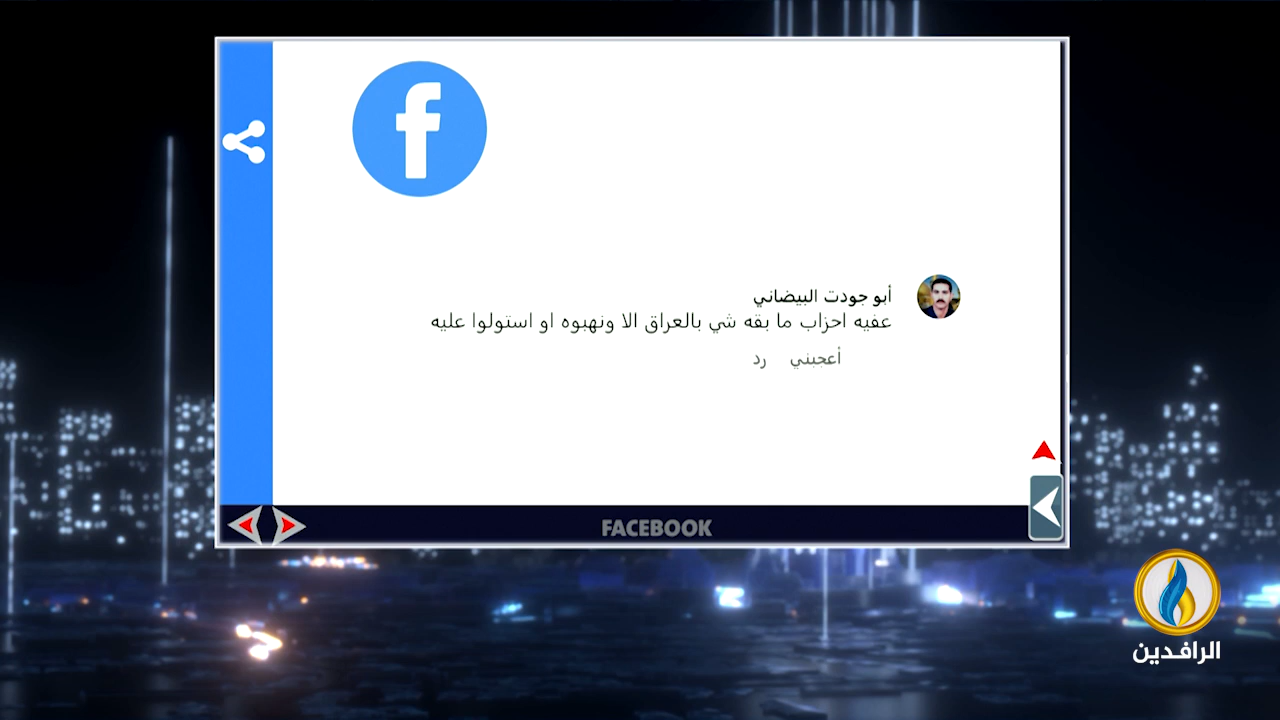 أبو جودت البيضاني
عفيه احزاب ما بقه شي بالعراق الا ونهبوه او استولوا عليه
أعجبني رد
FACEBOOK
الرافدين